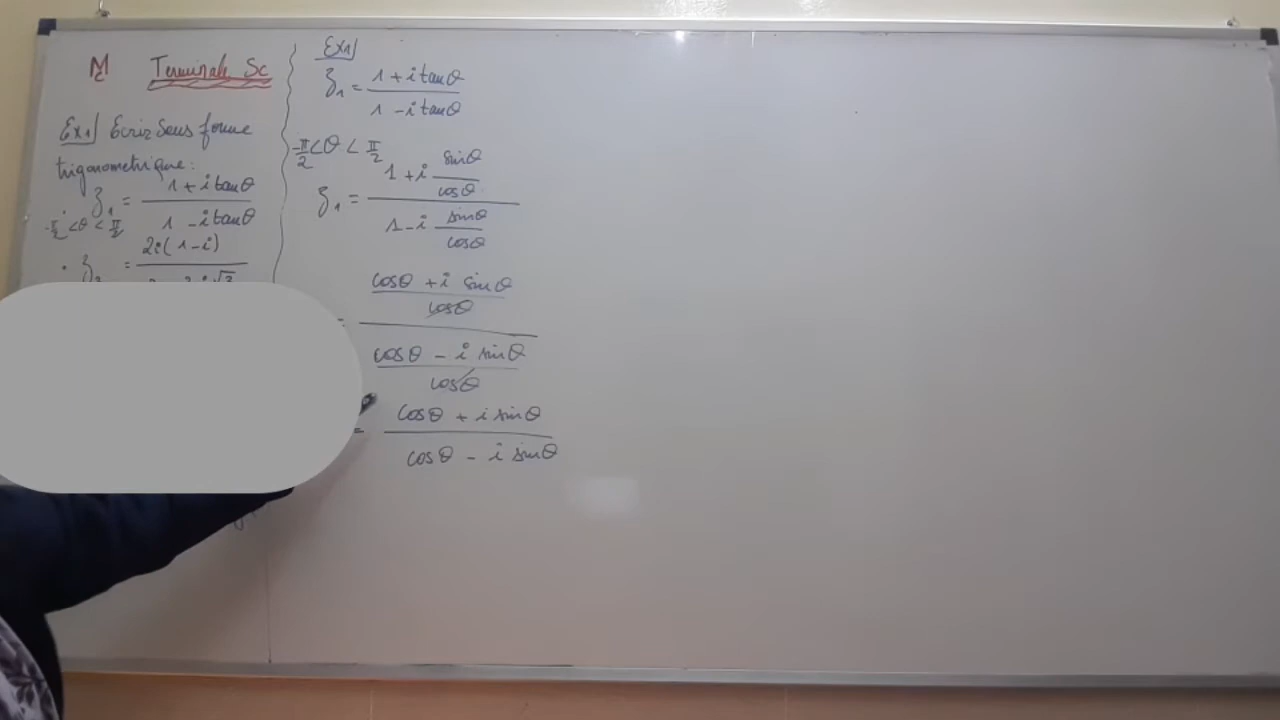 Terminale Sc
Ex1/ Ecriz Sous forme
trigonometrique:
z₁ = (1 + i tanθ) / (1 - i tanθ)
-π/2 < θ < π/2
. z₂ = 2i(1-i)
Ex1/
z₁ = (1 + i tanθ) / (1 - i tanθ)
-π/2 < θ < π/2
z₁ = (1 + i sinθ/cosθ) / (1 - i sinθ/cosθ)
= ((cosθ + i sinθ)/cosθ) / ((cosθ - i sinθ)/cosθ)
= (cosθ + i sinθ) / (cosθ - i sinθ)